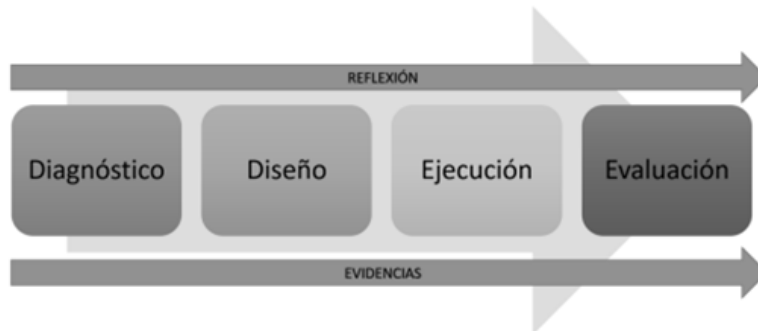 REFLEXIÓN
Diagnóstico
Diseño
Ejecución
Evaluación
EVIDENCIAS